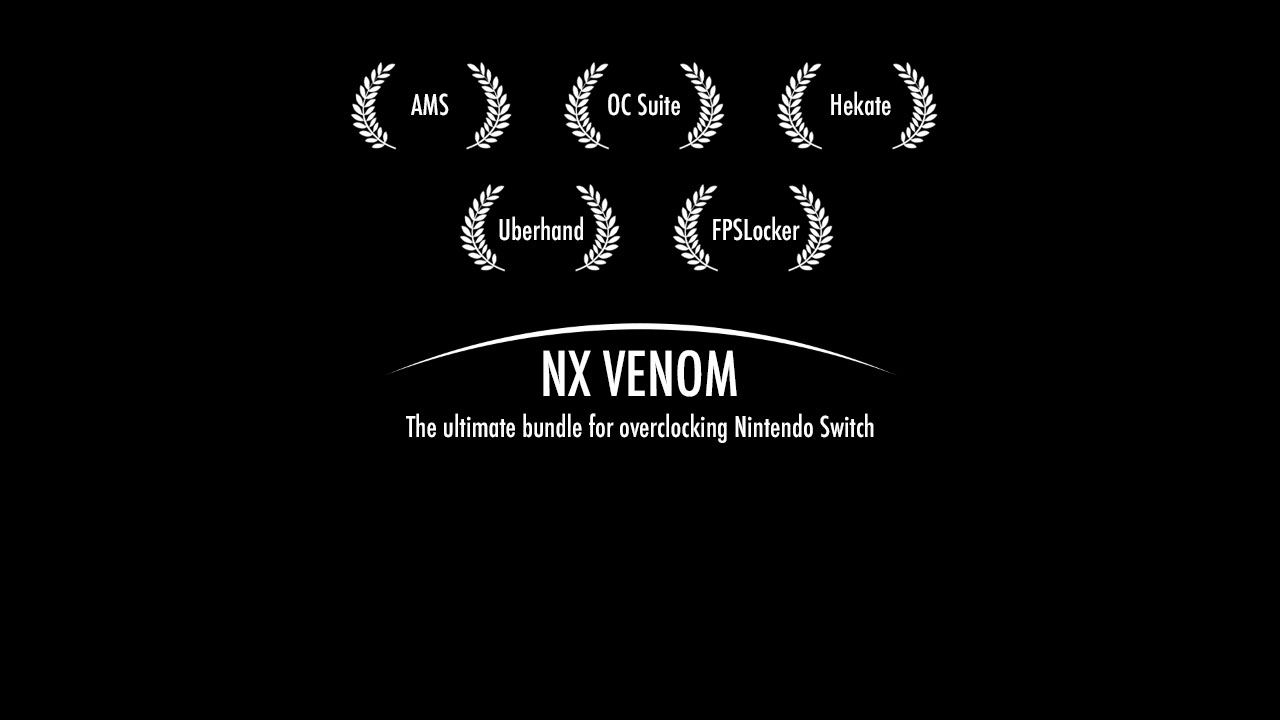 AMS OC Suite Hekate
Uberhand FPSLocker
NX VENOM
The ultimate bundle for overclocking Nintendo Switch